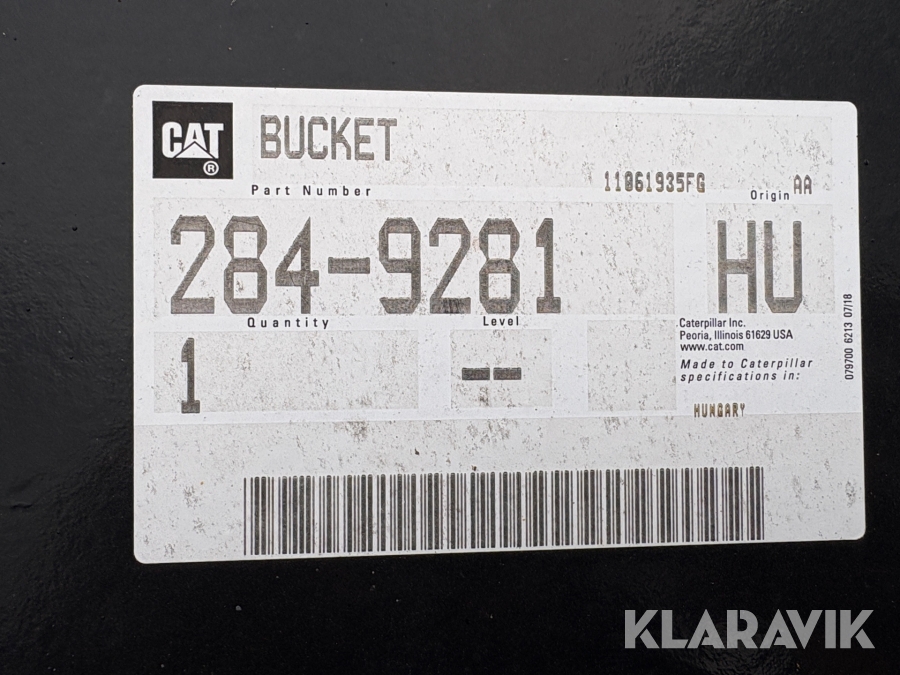 CAT®
BUCKET
Part Number
11061935FG
Origin AA
284-9281
HU
Quantity
Level
1
--
Caterpillar Inc.
Peoria, Illinois 61629 USA
www.cat.com
Made to Caterpillar
specifications in:
HUNGARY
079700 6213 07/18
KLARAVIK